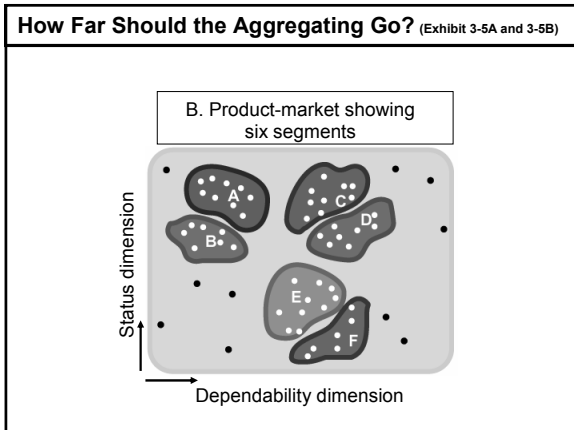 How Far Should the Aggregating Go? (Exhibit 3-5A and 3-5B)
B. Product-market showing
six segments
A
C
D
B
E
F
Status dimension
Dependability dimension